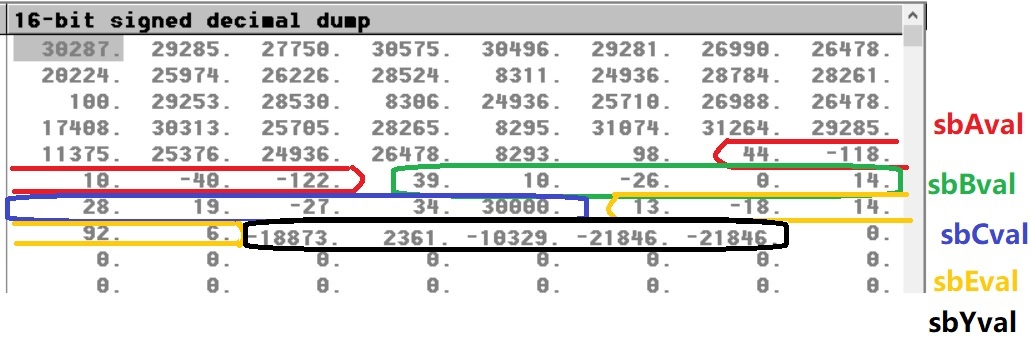 16-bit signed decimal dump
30287. 29285. 27750. 30575. 30496. 29281. 26990. 26478.
20224. 25974. 26226. 28524. 8311. 24936. 28784. 28261.
100. 29253. 28530. 8306. 24936. 25710. 26988. 26478.
17408. 30313. 25705. 28265. 8295. 31074. 31264. 29285.
11375. 25376. 24936. 26478. 8293. 98. 44. -118.
10. -40. -122. 39. 10. -26. 0. 14.
28. 19. -27. 34. 30000. 13. -18. 14.
92. 6. -18873. 2361. -10329. -21846. -21846. 0.
0. 0. 0. 0. 0. 0. 0. 0.
0. 0. 0. 0. 0. 0. 0. 0.
sbAval
sbBval
sbCval
sbEval
sbYval